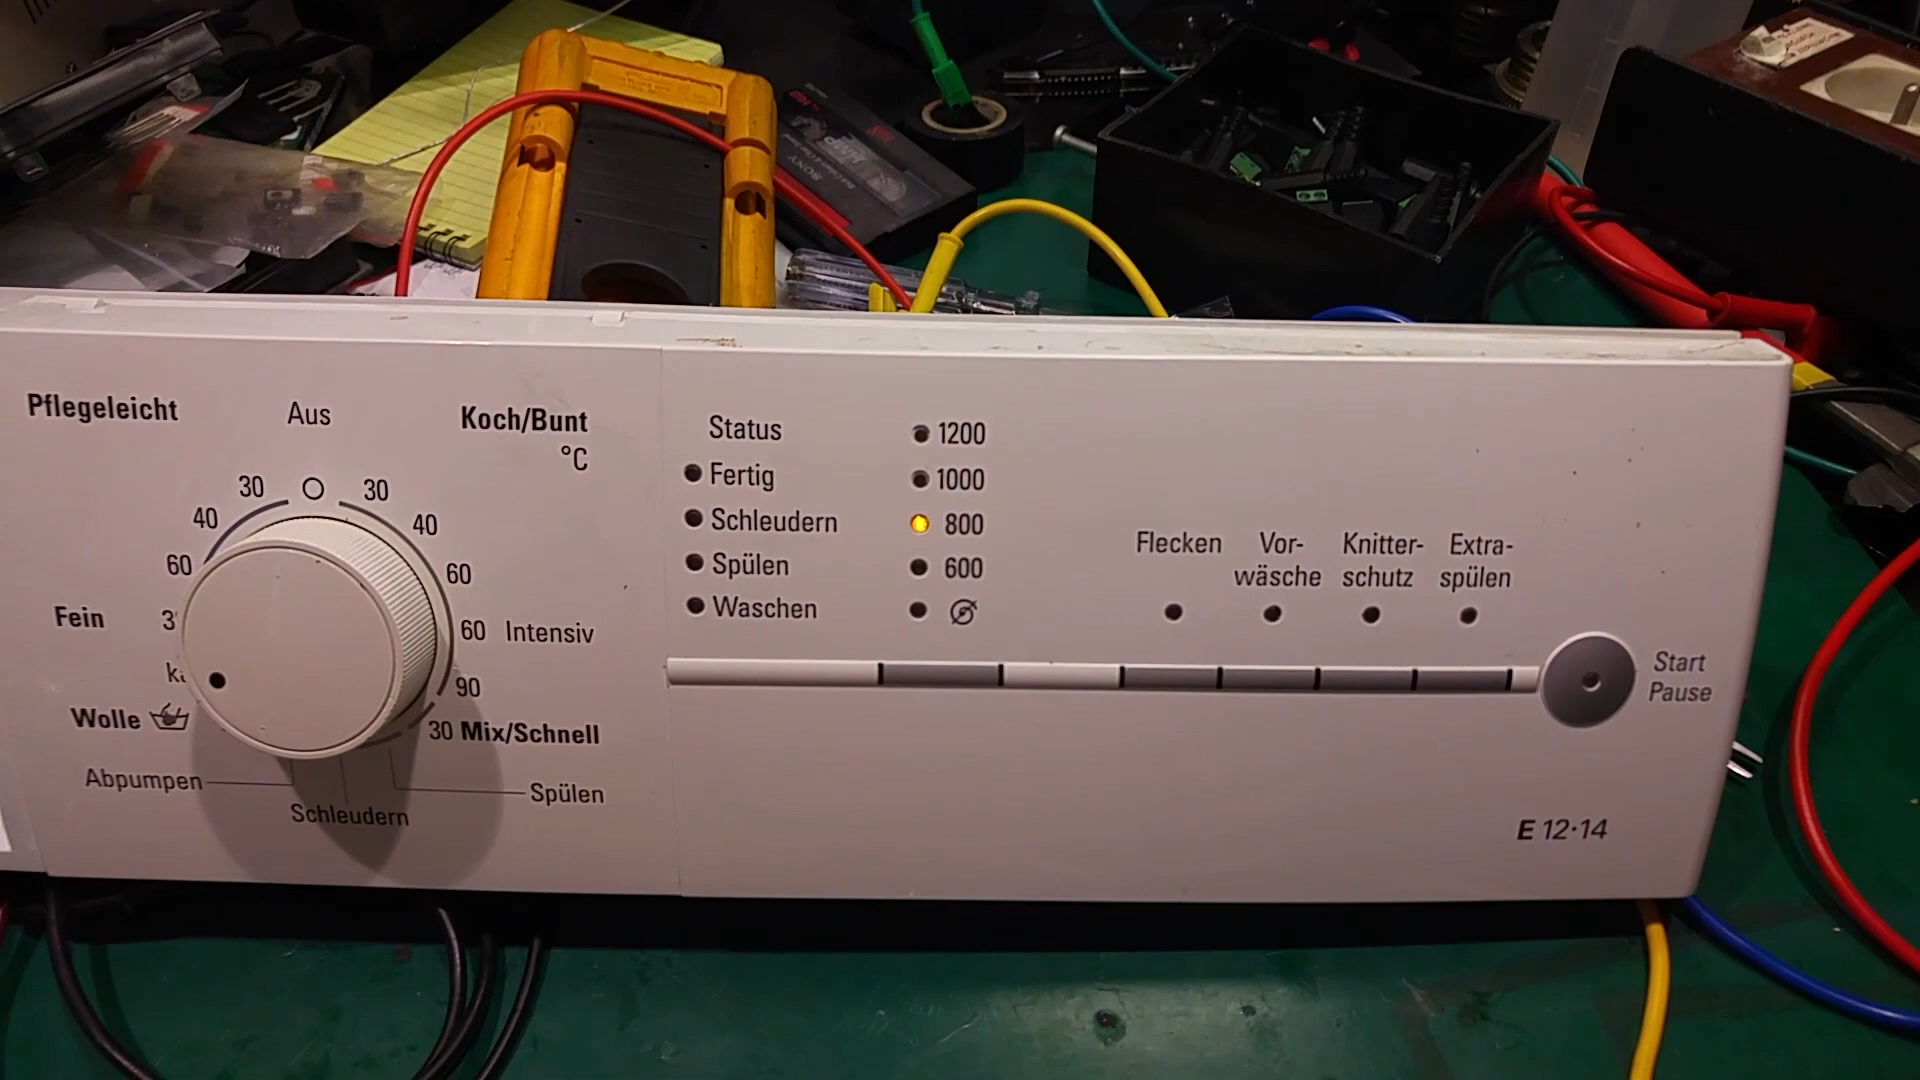 SONY
Pflegeleicht
Aus
Koch/Bunt
°C
30
30
40
40
60
60
Fein
60 Intensiv
90
Wolle
30 Mix/Schnell
Abpumpen
Schleudern
Spülen
Status
Fertig
Schleudern
Spülen
Waschen
1200
1000
800
600
Flecken
Vor-
wäsche
Knitter-
schutz
Extra-
spülen
Start
Pause
E 12·14